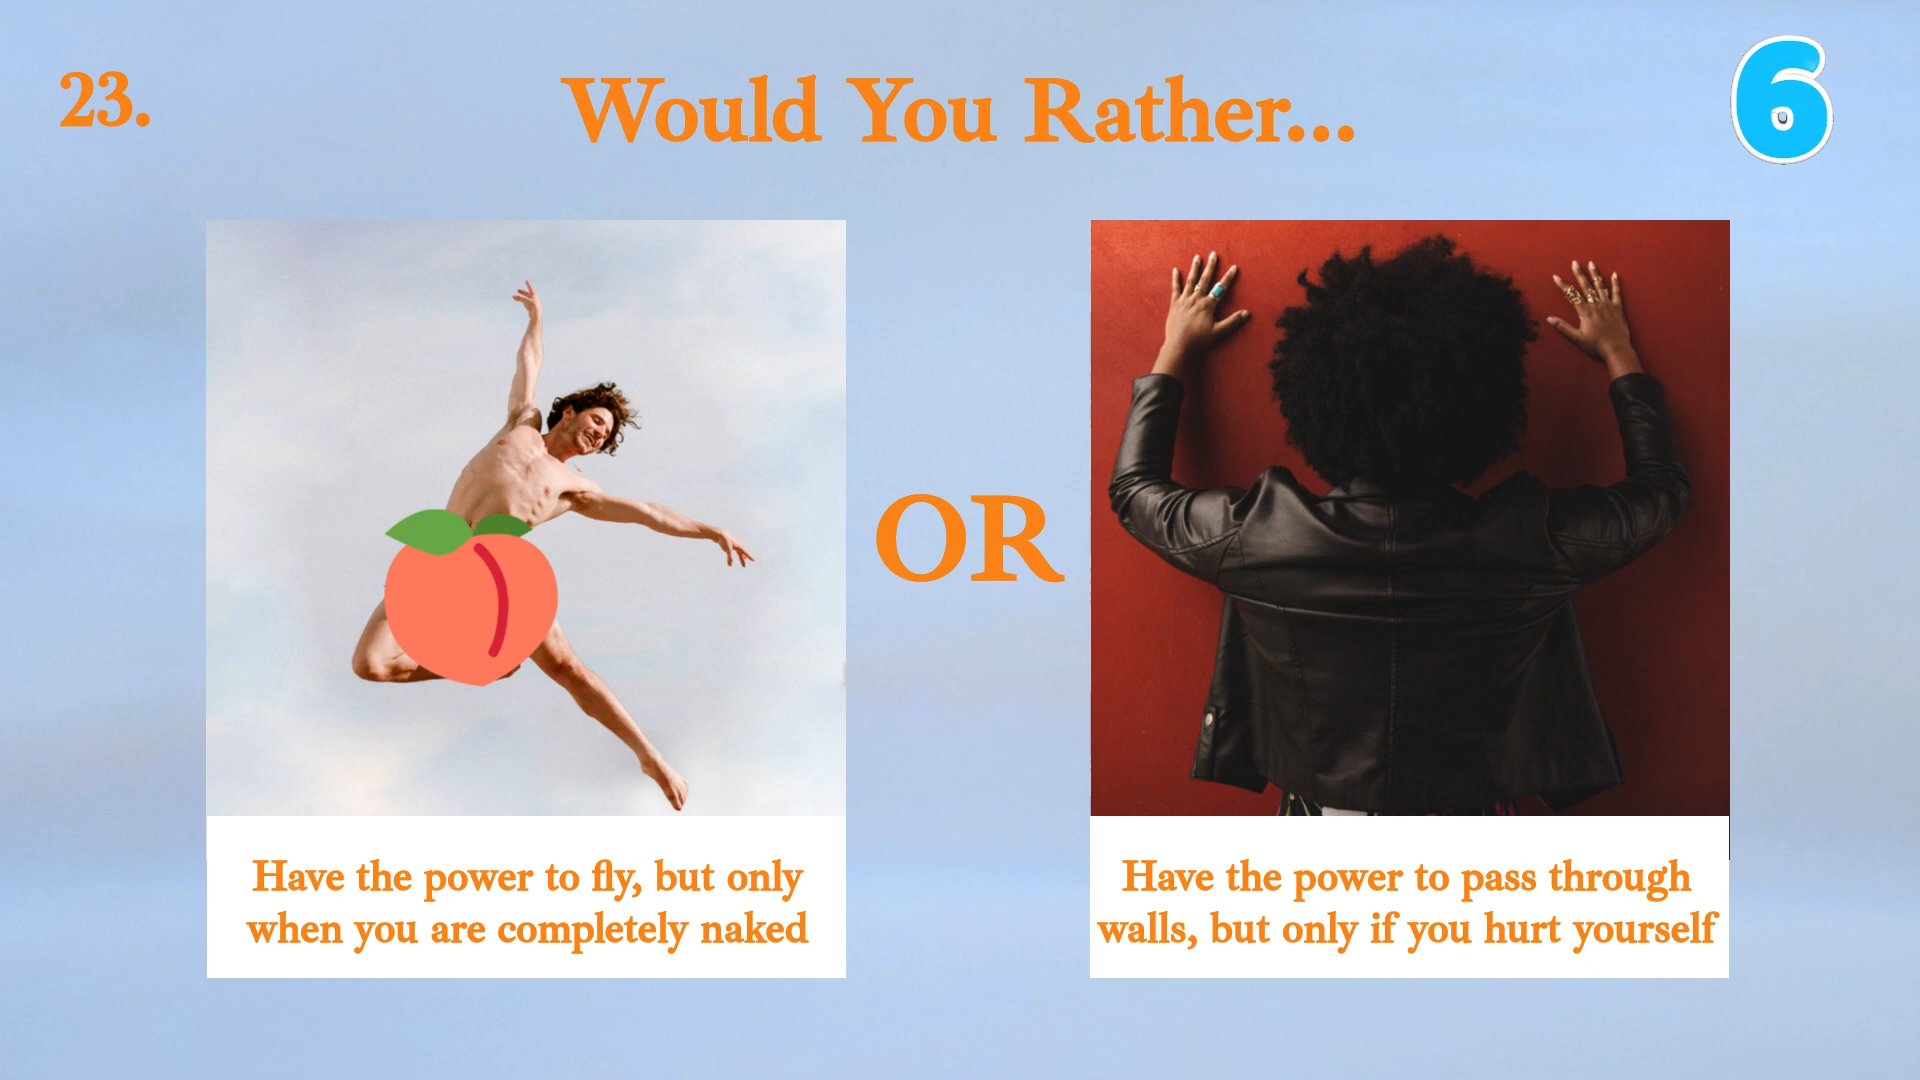 23.
Would You Rather...
6
OR
Have the power to fly, but only
when you are completely naked
Have the power to pass through
walls, but only if you hurt yourself